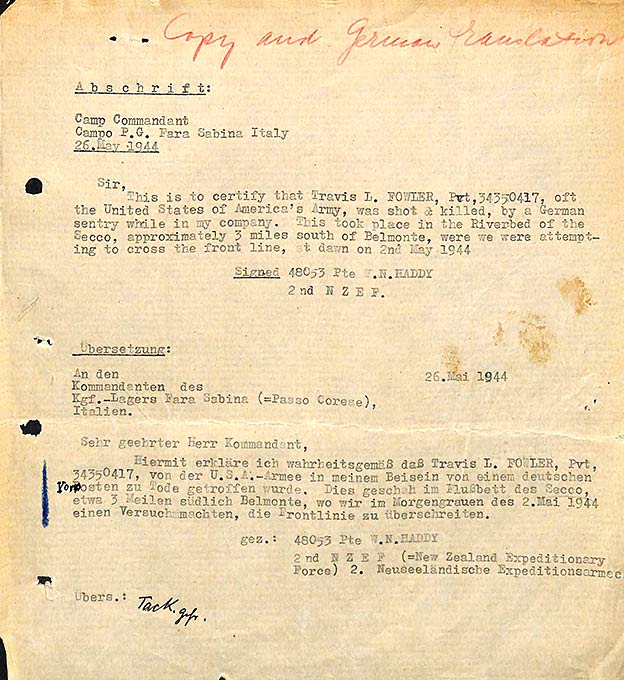 Copy and German translation
Abschrift:
Camp Commandant
Campo P.G. Fara Sabina Italy
26.May 1944
Sir,
This is to certify that Travis L. FOWLER, Pvt,34350417, oft
the United States of America's Army, was shot & killed, by a German
sentry while in my company. This took place in the Riverbed of the
Secco, approximately 3 miles south of Belmonte, were we were attempt-
ing to cross the front line, at dawn on 2nd May 1944
Signed 48053 Pte W.N.HADDY
2nd N Z E F.
Übersetzung:
An den 26.Mai 1944
Kommandanten des
Kgf.-Lagers Fara Sabina (=Passo Corese),
Italien.
Sehr geehrter Herr Kommandant,
Hiermit erkläre ich wahrheitsgemäß daß Travis L. FOWLER, Pvt,
34350417, von der U.S.A.-Armee in meinem Beisein von einem deutschen
Vorposten zu Tode getroffen wurde. Dies geschah im Flußbett des Secco,
etwa 3 Meilen südlich Belmonte, wo wir im Morgengrauen des 2.Mai 1944
einen Versuchmachten, die Frontlinie zu überschreiten.
gez.: 48053 Pte W.N.HADDY
2nd N Z E F (=New Zealand Expeditionary
Force) 2. Neuseeländische Expeditionsarmee
Übers.: Tack. gefr.